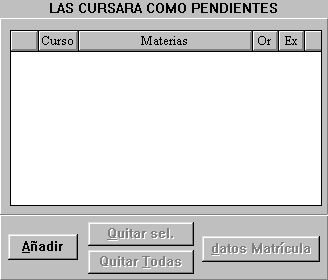 LAS CURSARA COMO PENDIENTES
Curso Materias Or Ex
Añadir
Quitar sel.
Quitar Todas
datos Matrícula